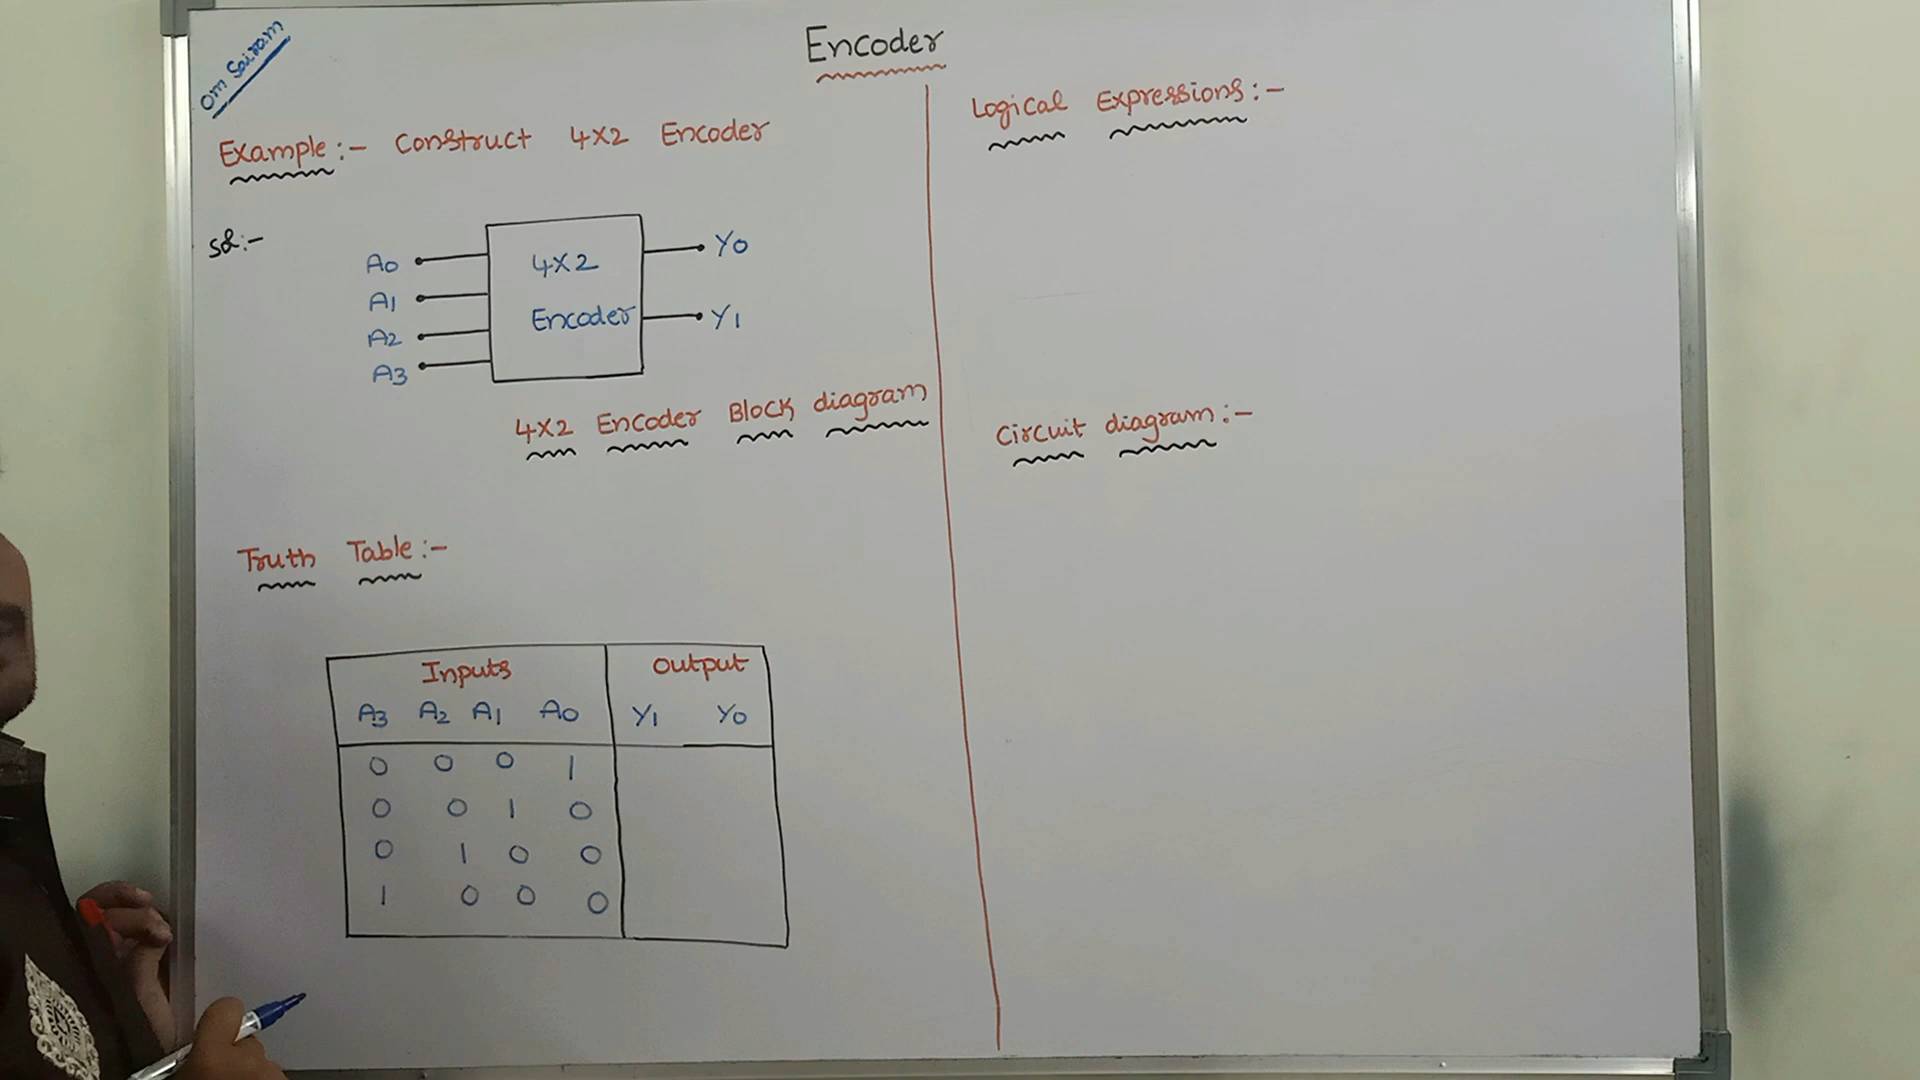 Om Sairam
Encoder
Example:- Construct 4X2 Encoder
Sol:-
A0
A1
A2
A3
4X2
Encoder
Y0
Y1
4X2 Encoder Block diagram
Truth Table:-
Inputs Output
A3 A2 A1 A0 Y1 Y0
0 0 0 1
0 0 1 0
0 1 0 0
1 0 0 0
Logical Expressions:-
Circuit diagram:-